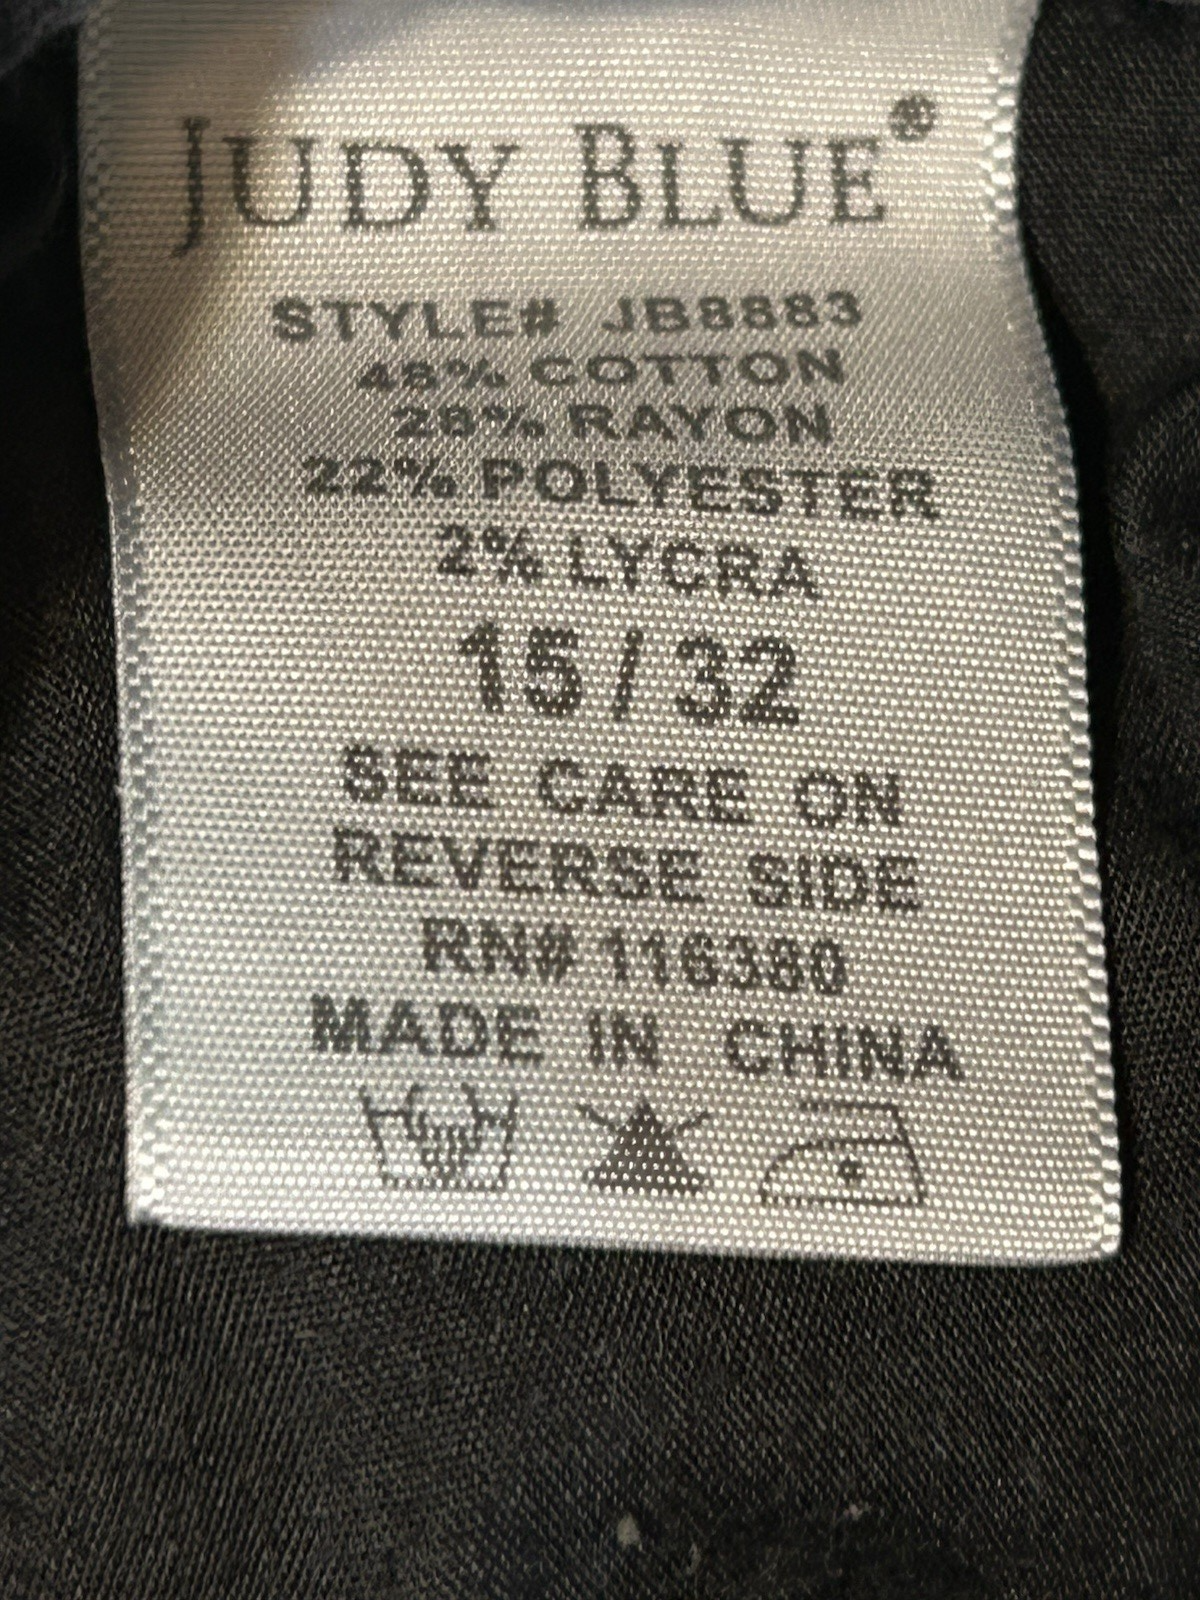 JUDY BLUE®
STYLE# JB8883
48% COTTON
28% RAYON
22% POLYESTER
2% LYCRA
15 / 32
SEE CARE ON
REVERSE SIDE
RN# 116380
MADE IN CHINA